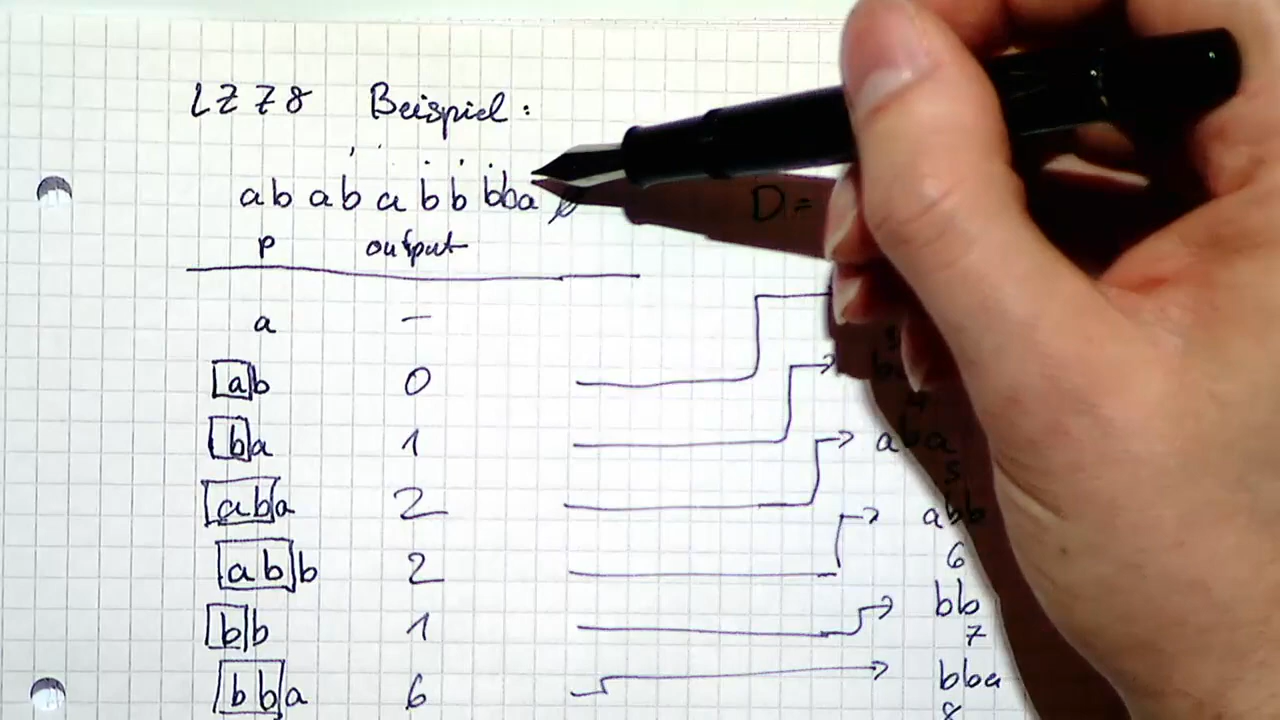 LZ78 Beispiel:
ab ab a b b bba
D =
P output
a —
ab 0
ba 1
aba 2 aba
5
abb 2 abb
6
bb 1 bb
7
bba 6 bba
8